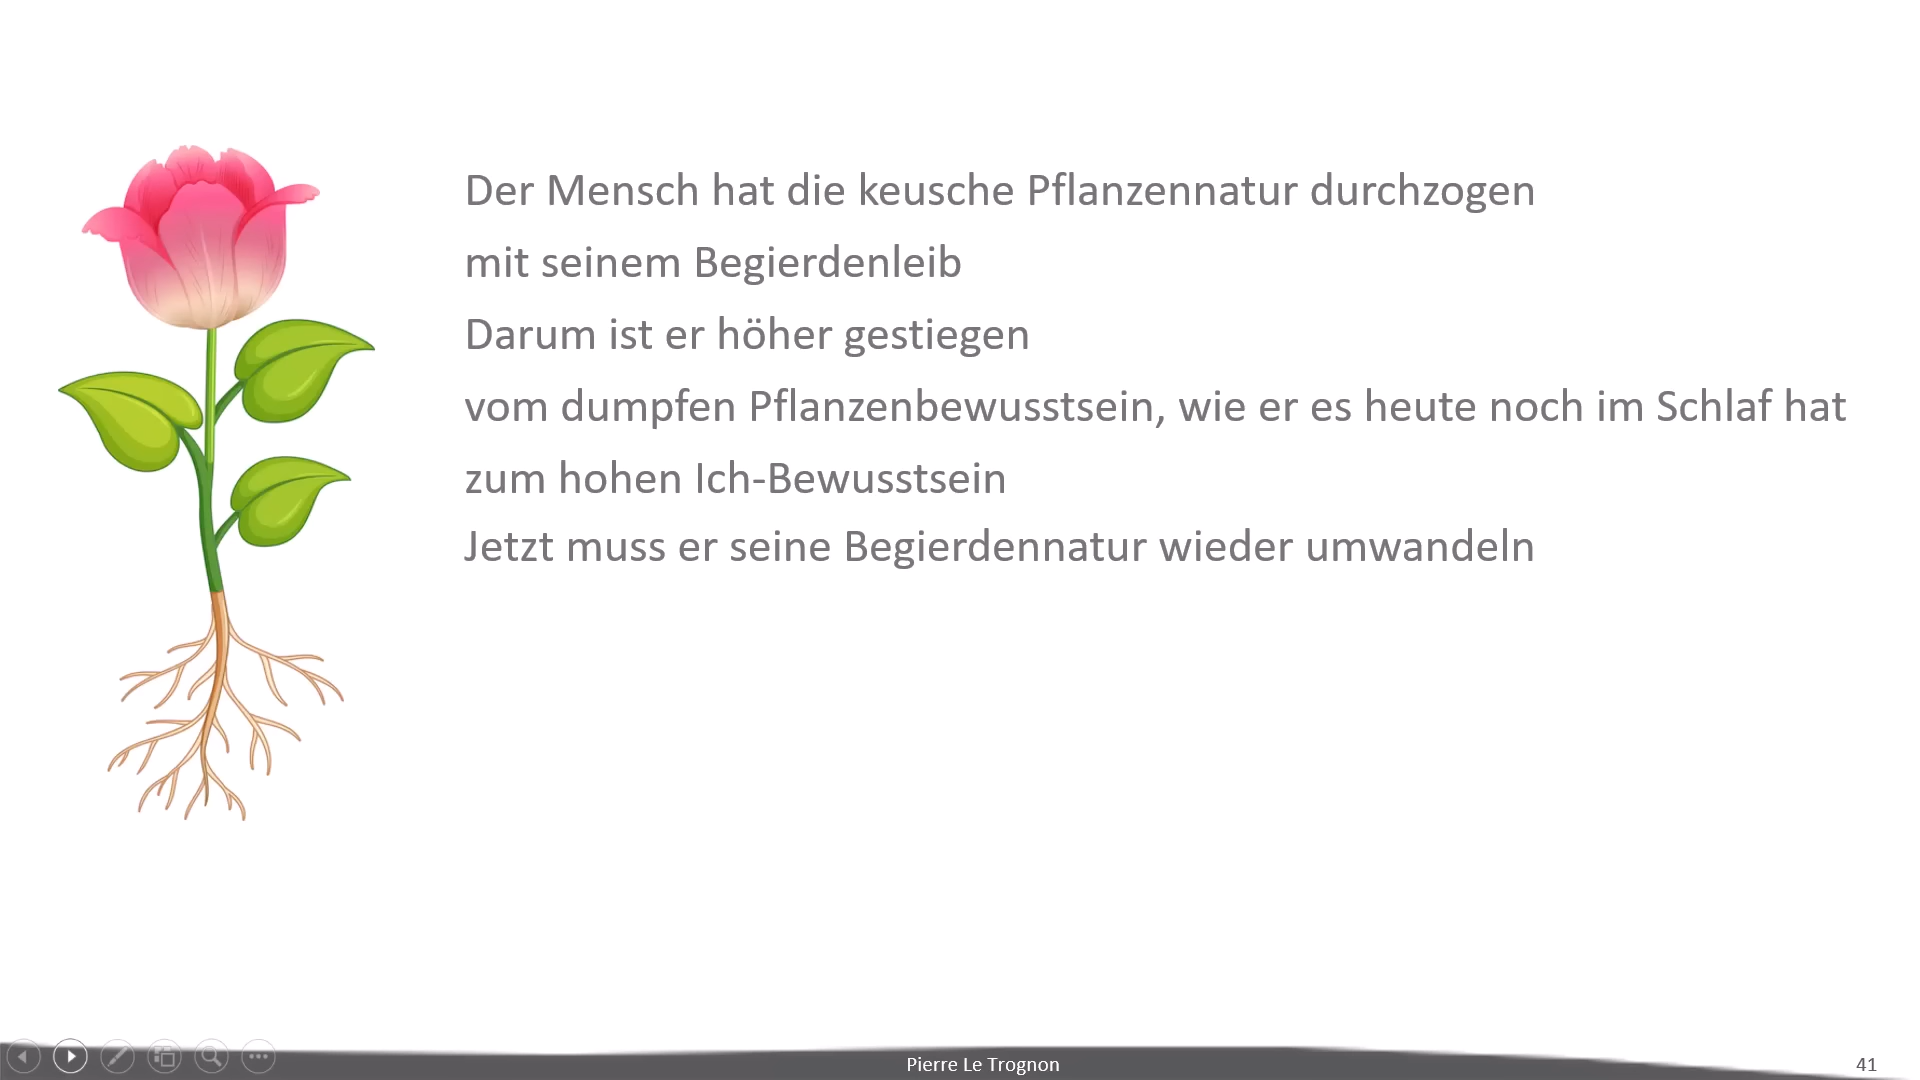 Der Mensch hat die keusche Pflanzennatur durchzogen
mit seinem Begierdenleib
Darum ist er höher gestiegen
vom dumpfen Pflanzenbewusstsein, wie er es heute noch im Schlaf hat
zum hohen Ich-Bewusstsein
Jetzt muss er seine Begierdennatur wieder umwandeln
Pierre Le Trognon
41